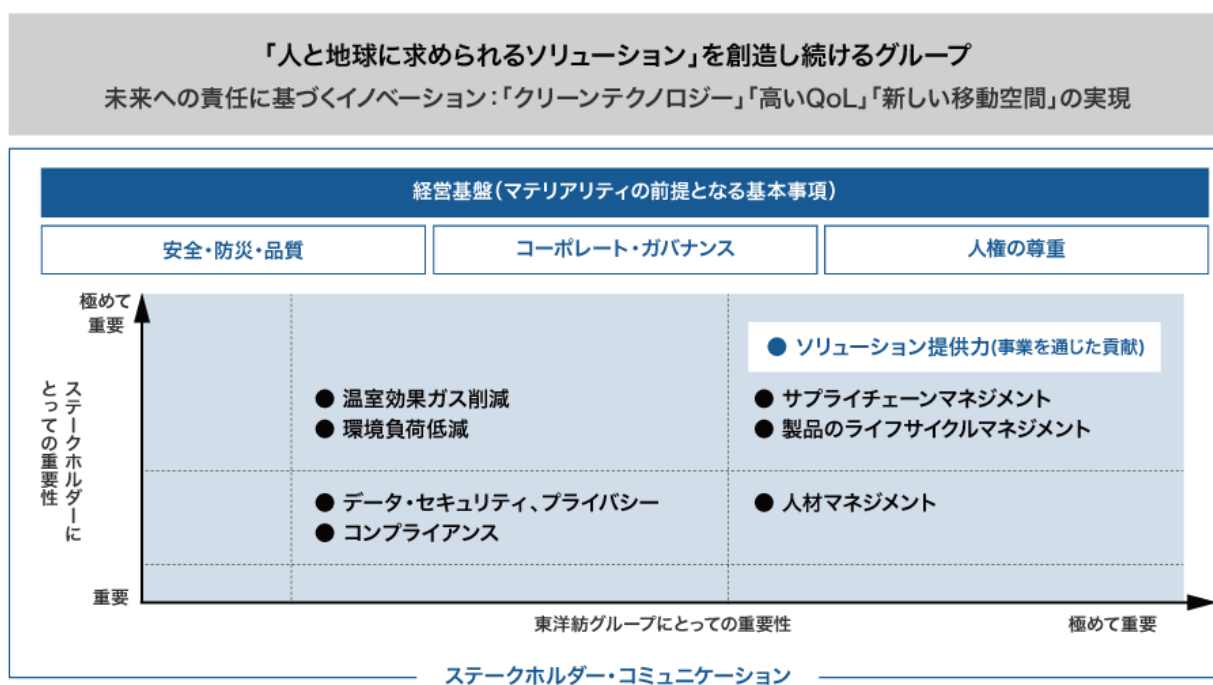 「人と地球に求められるソリューション」を創造し続けるグループ
未来への責任に基づくイノベーション：「クリーンテクノロジー」「高いQoL」「新しい移動空間」の実現
経営基盤（マテリアリティの前提となる基本事項）
安全・防災・品質
コーポレート・ガバナンス
人権の尊重
極めて
重要
ステークホルダーに
とっての重要性
● ソリューション提供力(事業を通じた貢献)
● 温室効果ガス削減
● 環境負荷低減
● サプライチェーンマネジメント
● 製品のライフサイクルマネジメント
● データ・セキュリティ、プライバシー
● コンプライアンス
● 人材マネジメント
重要
東洋紡グループにとっての重要性
極めて重要
ステークホルダー・コミュニケーション